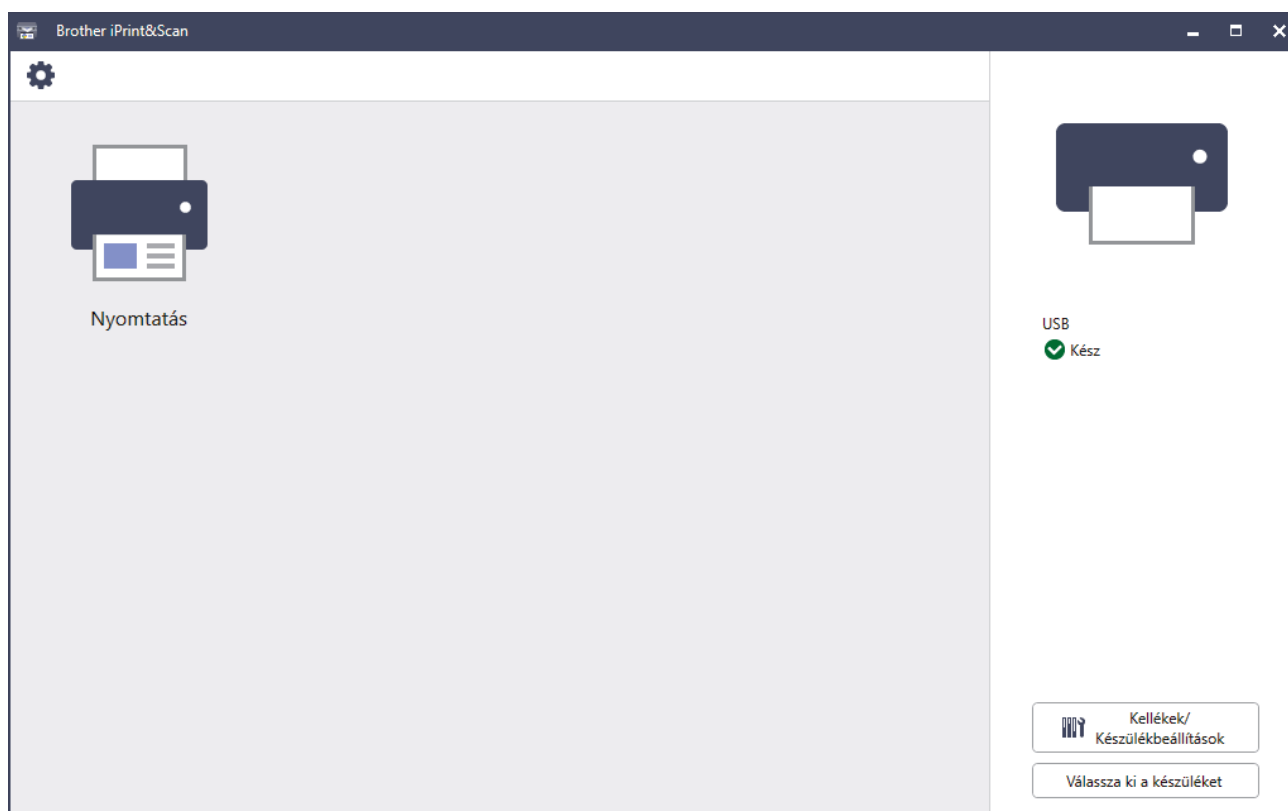 Brother iPrint&Scan
Nyomtatás
USB
Kész
Kellékek/
Készülékbeállítások
Válassza ki a készüléket